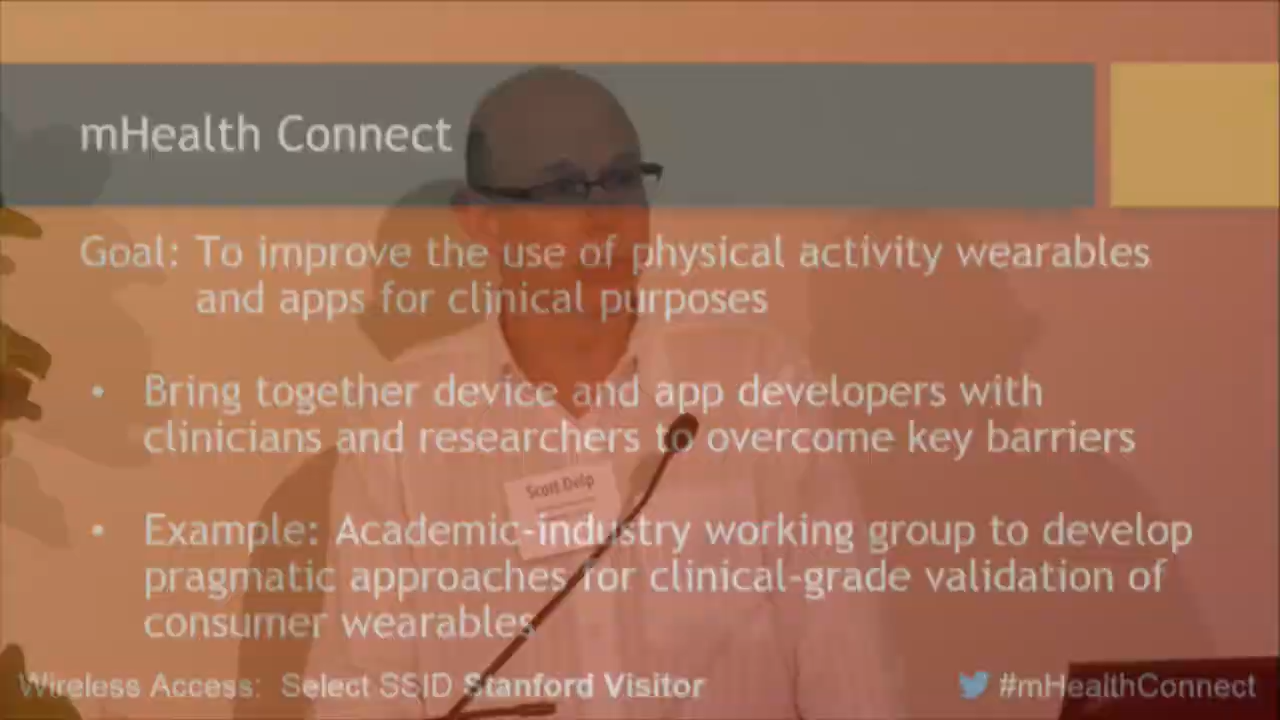 mHealth Connect
Goal: To improve the use of physical activity wearables
and apps for clinical purposes
• Bring together device and app developers with
clinicians and researchers to overcome key barriers
Scott Delp
• Example: Academic-industry working group to develop
pragmatic approaches for clinical-grade validation of
consumer wearables
Wireless Access: Select SSID Stanford Visitor
#mHealthConnect